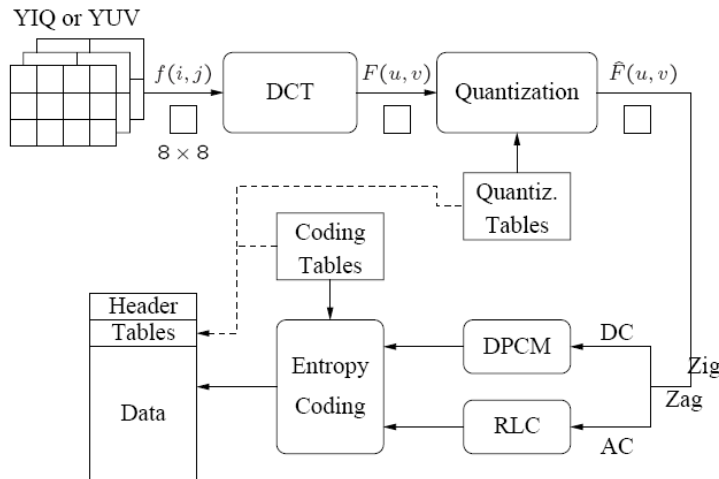 YIQ or YUV
f(i, j)
DCT
F(u, v)
Quantization
F̂(u, v)
8 × 8
Quantiz.
Tables
Coding
Tables
Header
Tables
Data
Entropy
Coding
DPCM
DC
Zig
Zag
RLC
AC